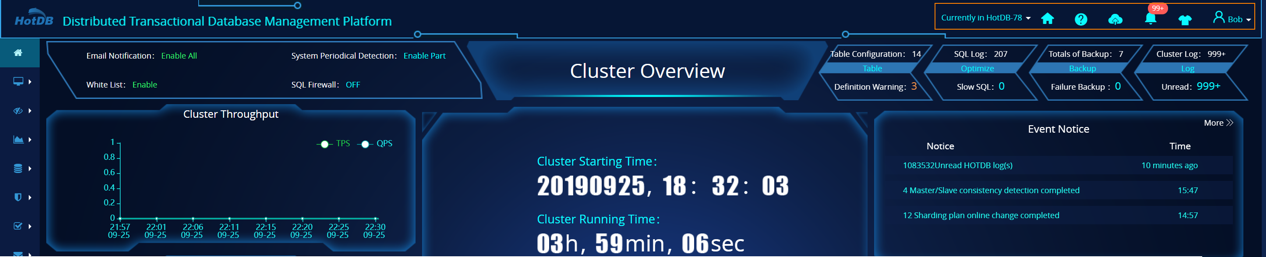 HotDB
Distributed Transactional Database Management Platform
Currently in HotDB-78
99+
Bob
Email Notification: Enable All
System Periodical Detection: Enable Part
White List: Enable
SQL Firewall: OFF
Cluster Overview
Table Configuration: 14
Table
Definition Warning: 3
SQL Log: 207
Optimize
Slow SQL: 0
Totals of Backup: 7
Backup
Failure Backup : 0
Cluster Log: 999+
Log
Unread: 999+
Cluster Throughput
TPS QPS
1
0.8
0.6
0.4
0.2
0
21:57 22:01 22:06 22:11 22:15 22:20 22:25 22:30
09-25 09-25 09-25 09-25 09-25 09-25 09-25 09-25
Cluster Starting Time:
20190925, 18: 32: 03
Cluster Running Time:
03h, 59min, 06sec
More
Event Notice
Notice Time
1083532Unread HOTDB log(s) 10 minutes ago
4 Master/Slave consistency detection completed 15:47
12 Sharding plan online change completed 14:57